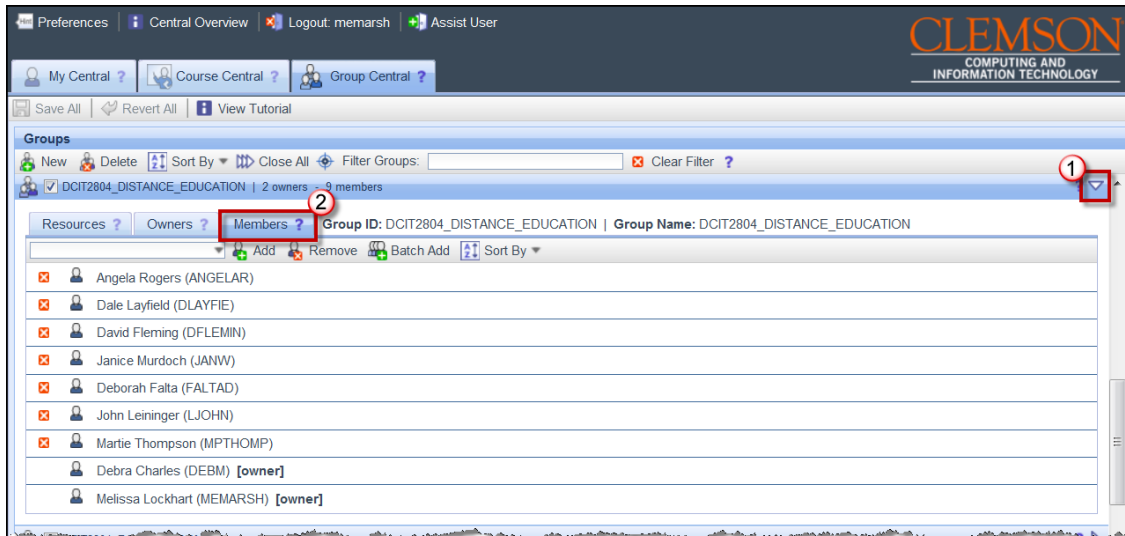 Preferences Central Overview Logout: memarsh Assist User
CLEMSON
COMPUTING AND
INFORMATION TECHNOLOGY
My Central ? Course Central ? Group Central ?
Save All Revert All View Tutorial
Groups
New Delete Sort By Close All Filter Groups: Clear Filter ?
1
DCIT2804_DISTANCE_EDUCATION | 2 owners - 9 members
2
Resources ? Owners ? Members ? Group ID: DCIT2804_DISTANCE_EDUCATION | Group Name: DCIT2804_DISTANCE_EDUCATION
Add Remove Batch Add Sort By
Angela Rogers (ANGELAR)
Dale Layfield (DLAYFIE)
David Fleming (DFLEMIN)
Janice Murdoch (JANW)
Deborah Falta (FALTAD)
John Leininger (LJOHN)
Martie Thompson (MPTHOMP)
Debra Charles (DEBM) [owner]
Melissa Lockhart (MEMARSH) [owner]